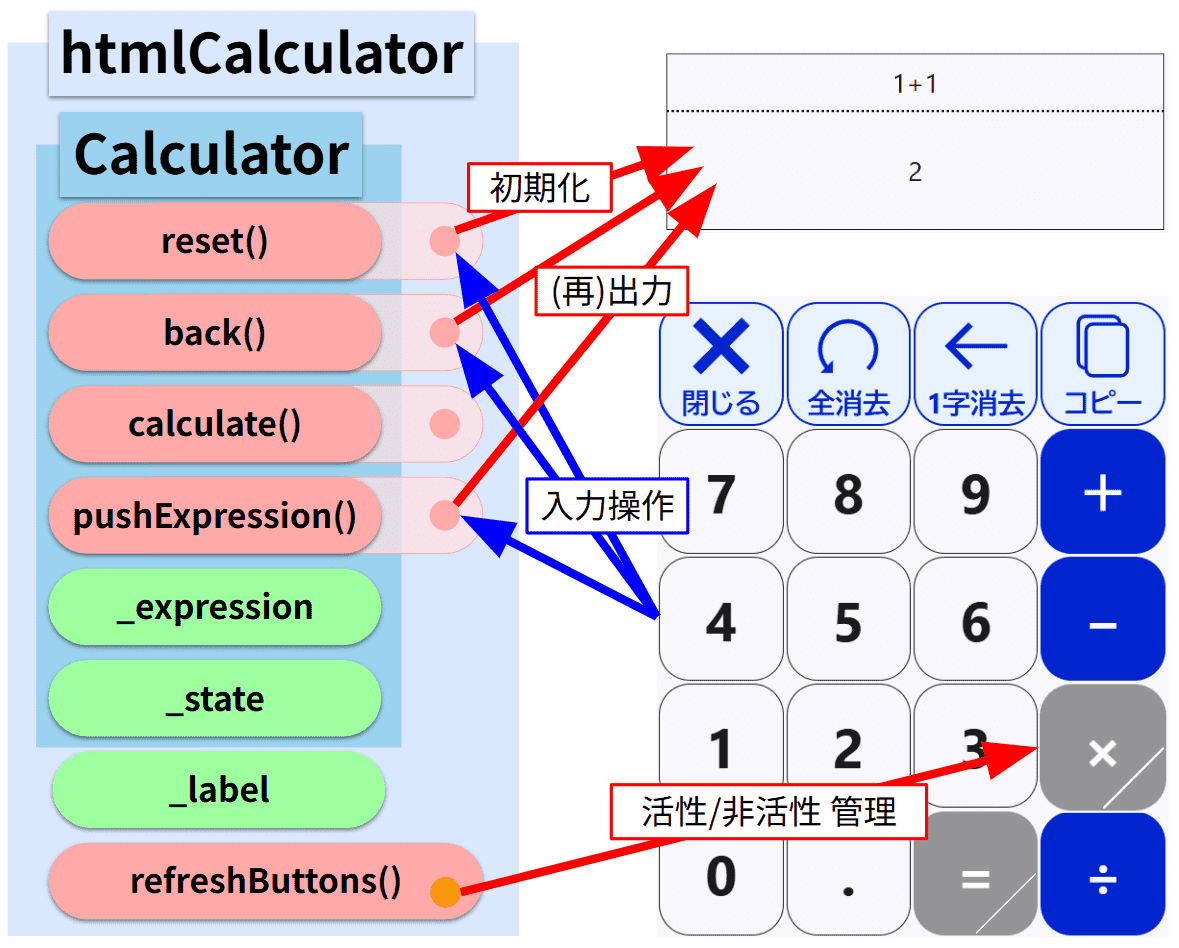 htmlCalculator
Calculator
reset()
back()
calculate()
pushExpression()
_expression
_state
_label
refreshButtons()
初期化
(再)出力
入力操作
活性/非活性 管理
1+1
2
閉じる
全消去
1字消去
コピー
7
8
9
+
4
5
6
−
1
2
3
×
0
.
=
÷